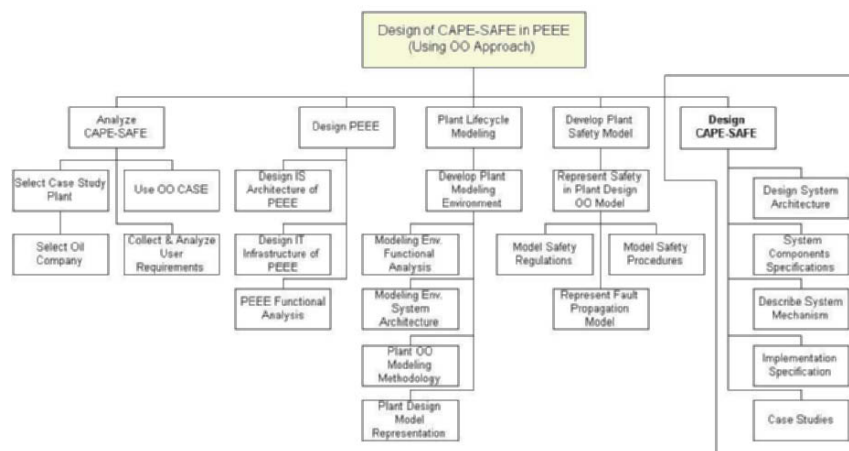 Design of CAPE-SAFE in PEEE
(Using OO Approach)
Analyze
CAPE-SAFE
Design PEEE
Plant Lifecycle
Modeling
Develop Plant
Safety Model
Design
CAPE-SAFE
Select Case Study
Plant
Use OO CASE
Design IS
Architecture of
PEEE
Develop Plant
Modeling
Environment
Represent Safety
in Plant Design
OO Model
Design System
Architecture
Select Oil
Company
Collect & Analyze
User
Requirements
Design IT
Infrastructure of
PEEE
Modeling Env.
Functional Analysis
Model Safety
Regulations
Model Safety
Procedures
System
Components
Specifications
PEEE Functional
Analysis
Modeling Env.
System
Architecture
Represent Fault
Propagation
Model
Describe System
Mechanism
Plant OO
Modeling
Methodology
Implementation
Specification
Plant Design
Model
Representation
Case Studies